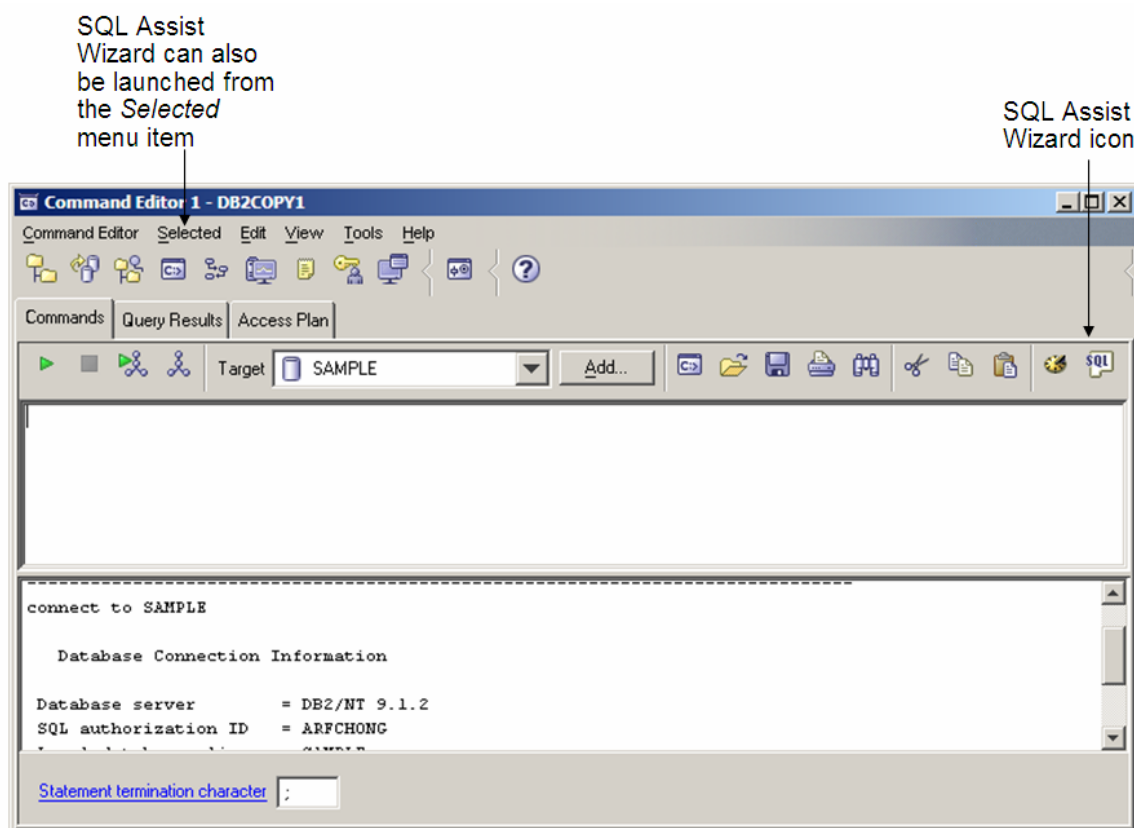 SQL Assist
Wizard can also
be launched from
the Selected
menu item
SQL Assist
Wizard icon
Command Editor 1 - DB2COPY1
Command Editor Selected Edit View Tools Help
Commands Query Results Access Plan
Target SAMPLE Add... SQL
------------------------------------------------------------------------------
connect to SAMPLE
Database Connection Information
Database server = DB2/NT 9.1.2
SQL authorization ID = ARFCHONG
Statement termination character ;